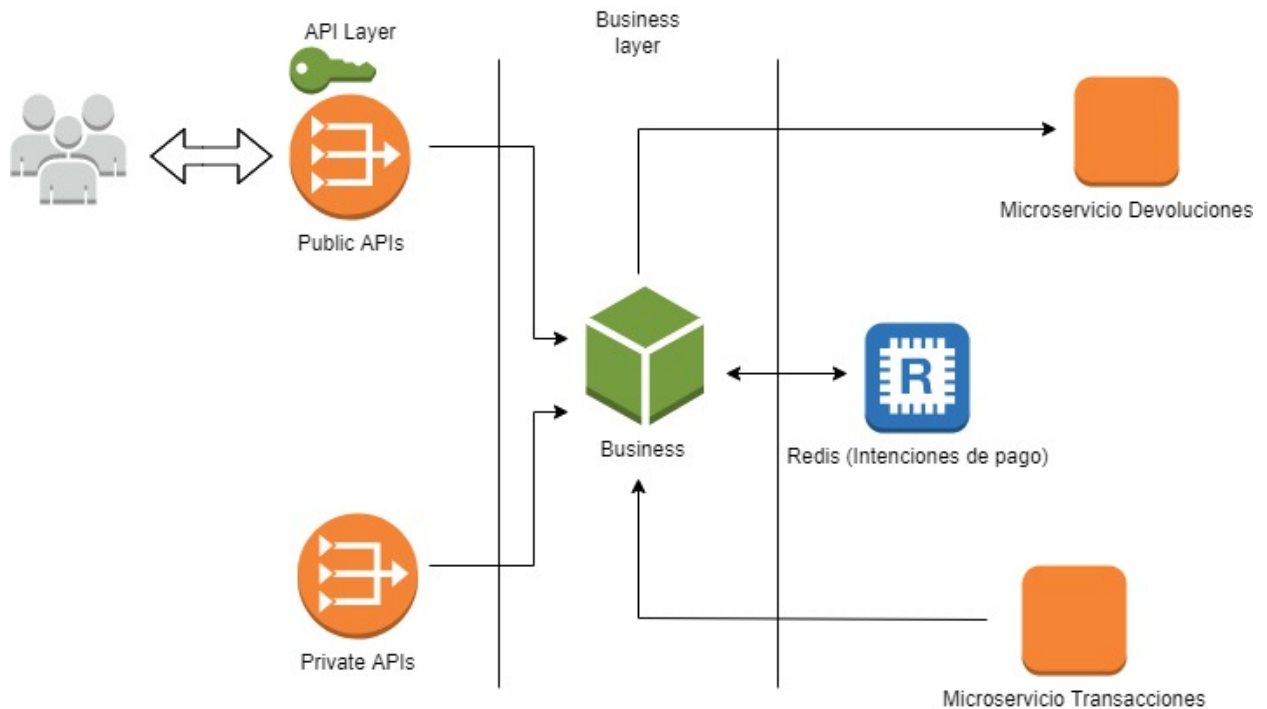 API Layer
Business
layer
Public APIs
Microservicio Devoluciones
R
Business
Redis (Intenciones de pago)
Private APIs
Microservicio Transacciones